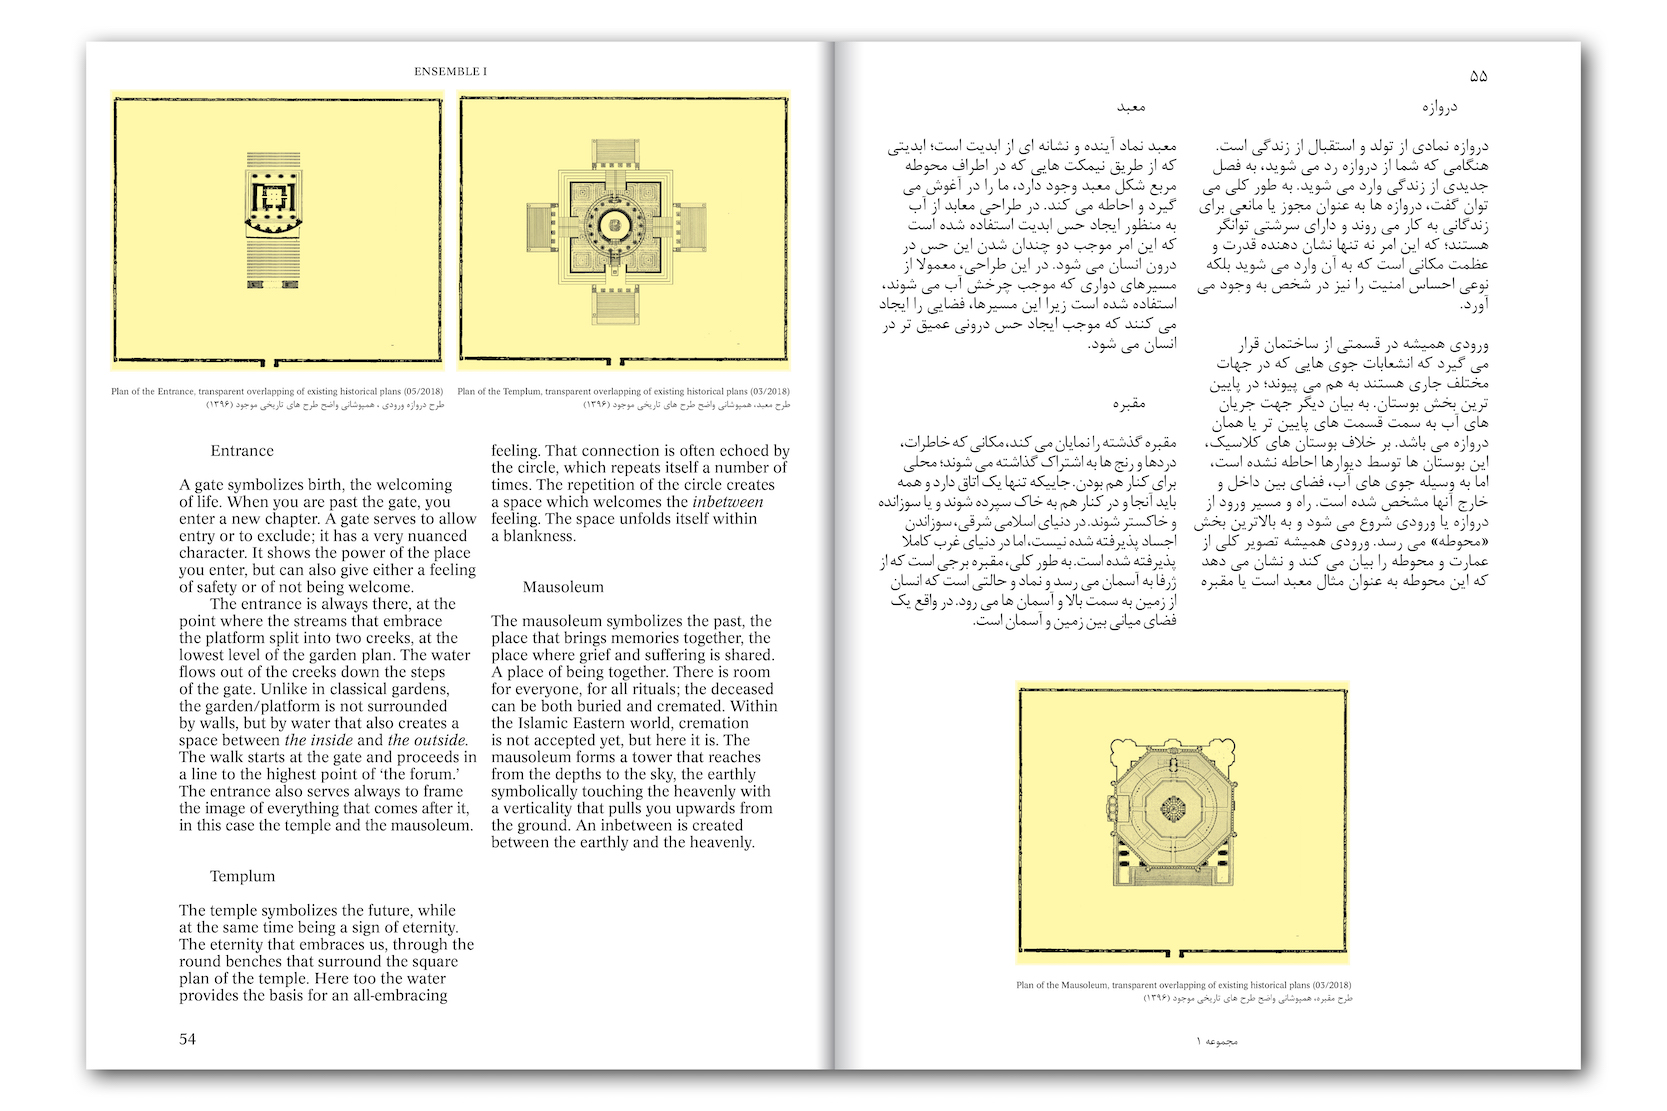 ENSEMBLE I
Plan of the Entrance, transparent overlapping of existing historical plans (05/2018)
طرح دروازه ورودی ، همپوشانی واضح طرح های تاریخی موجود (۱۳۹۶)
Plan of the Templum, transparent overlapping of existing historical plans (03/2018)
طرح معبد، همپوشانی واضح طرح های تاریخی موجود (۱۳۹۶)
Entrance
A gate symbolizes birth, the welcoming
of life. When you are past the gate, you
enter a new chapter. A gate serves to allow
entry or to exclude; it has a very nuanced
character. It shows the power of the place
you enter, but can also give either a feeling
of safety or of not being welcome.
The entrance is always there, at the
point where the streams that embrace
the platform split into two creeks, at the
lowest level of the garden plan. The water
flows out of the creeks down the steps
of the gate. Unlike in classical gardens,
the garden/platform is not surrounded
by walls, but by water that also creates a
space between the inside and the outside.
The walk starts at the gate and proceeds in
a line to the highest point of ‘the forum.’
The entrance also serves always to frame
the image of everything that comes after it,
in this case the temple and the mausoleum.
Templum
The temple symbolizes the future, while
at the same time being a sign of eternity.
The eternity that embraces us, through the
round benches that surround the square
plan of the temple. Here too the water
provides the basis for an all-embracing
feeling. That connection is often echoed by
the circle, which repeats itself a number of
times. The repetition of the circle creates
a space which welcomes the inbetween
feeling. The space unfolds itself within
a blankness.
Mausoleum
The mausoleum symbolizes the past, the
place that brings memories together, the
place where grief and suffering is shared.
A place of being together. There is room
for everyone, for all rituals; the deceased
can be both buried and cremated. Within
the Islamic Eastern world, cremation
is not accepted yet, but here it is. The
mausoleum forms a tower that reaches
from the depths to the sky, the earthly
symbolically touching the heavenly with
a verticality that pulls you upwards from
the ground. An inbetween is created
between the earthly and the heavenly.
54
۵۵
دروازه
دروازه نمادی از تولد و استقبال از زندگی است.
هنگامی که شما از دروازه رد می شوید، به فصل
جدیدی از زندگی وارد می شوید. به طور کلی می
توان گفت، دروازه ها به عنوان مجوز یا مانعی برای
زندگانی به کار می روند و دارای سرشتی توانگر
هستند؛ که این امر نه تنها نشان دهنده قدرت و
عظمت مکانی است که به آن وارد می شوید بلکه
نوعی احساس امنیت را نیز در شخص به وجود می
آورد.
ورودی همیشه در قسمتی از ساختمان قرار
می گیرد که انشعابات جوی هایی که در جهات
مختلف جاری هستند به هم می پیوند؛ در پایین
ترین بخش بوستان. به بیان دیگر جهت جریان
های آب به سمت قسمت های پایین تر یا همان
دروازه می باشد. بر خلاف بوستان های کلاسیک،
این بوستان ها توسط دیوارها احاطه نشده است،
اما به وسیله جوی های آب، فضای بین داخل و
خارج آنها مشخص شده است. راه و مسیر ورود از
دروازه یا ورودی شروع می شود و به بالاترین بخش
«محوطه» می رسد. ورودی همیشه تصویر کلی از
عمارت و محوطه را بیان می کند و نشان می دهد
که این محوطه به عنوان مثال معبد است یا مقبره
معبد
معبد نماد آینده و نشانه ای از ابدیت است؛ ابدیتی
که از طریق نیمکت هایی که در اطراف محوطه
مربع شکل معبد وجود دارد، ما را در آغوش می
گیرد و احاطه می کند. در طراحی معابد از آب
به منظور ایجاد حس ابدیت استفاده شده است
که این امر موجب دو چندان شدن این حس در
درون انسان می شود. در این طراحی، معمولا از
مسیرهای دواری که موجب چرخش آب می شوند،
استفاده شده است زیرا این مسیرها، فضایی را ایجاد
می کنند که موجب ایجاد حس درونی عمیق تر در
انسان می شود.
مقبره
مقبره گذشته را نمایان می کند، مکانی که خاطرات،
دردها و رنج ها به اشتراک گذاشته می شوند؛ محلی
برای کنار هم بودن. جاییکه تنها یک اتاق دارد و همه
باید آنجا و در کنار هم به خاک سپرده شوند و یا سوزانده
و خاکستر شوند. در دنیای اسلامی شرقی، سوزاندن
اجساد پذیرفته شده نیست، اما در دنیای غرب کاملا
پذیرفته شده است. به طور کلی، مقبره برجی است که از
ژرفا به آسمان می رسد و نماد و حالتی است که انسان
از زمین به سمت بالا و آسمان ها می رود. در واقع یک
فضای میانی بین زمین و آسمان است.
Plan of the Mausoleum, transparent overlapping of existing historical plans (03/2018)
طرح مقبره، همپوشانی واضح طرح های تاریخی موجود (۱۳۹۶)
مجموعه ۱